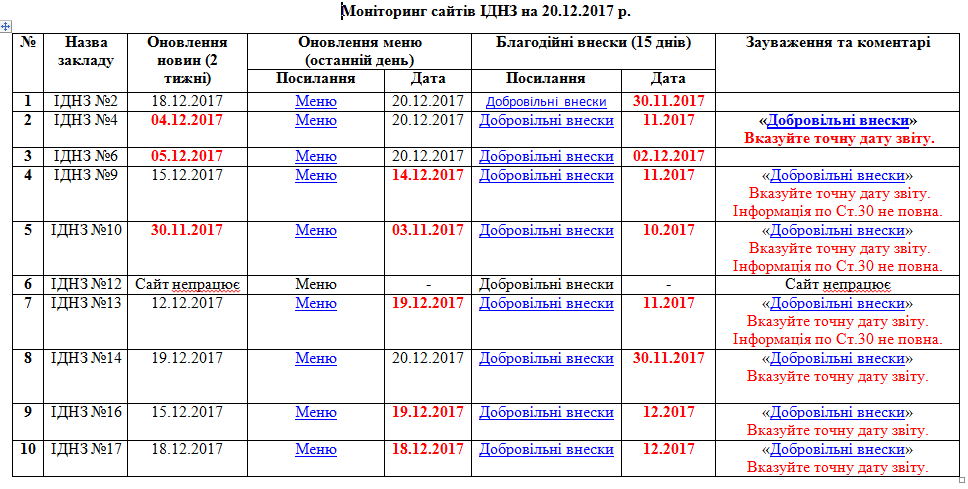 Моніторинг сайтів ІДНЗ на 20.12.2017 р.
№ Назва закладу Оновлення новин (2 тижні) Оновлення меню (останній день) Благодійні внески (15 днів) Зауваження та коментарі
Посилання Дата Посилання Дата
1 ІДНЗ №2 18.12.2017 Меню 20.12.2017 Добровільні внески 30.11.2017
2 ІДНЗ №4 04.12.2017 Меню 20.12.2017 Добровільні внески 11.2017 «Добровільні внески»
Вказуйте точну дату звіту.
3 ІДНЗ №6 05.12.2017 Меню 20.12.2017 Добровільні внески 02.12.2017
4 ІДНЗ №9 15.12.2017 Меню 14.12.2017 Добровільні внески 11.2017 «Добровільні внески»
Вказуйте точну дату звіту.
Інформація по Ст.30 не повна.
5 ІДНЗ №10 30.11.2017 Меню 03.11.2017 Добровільні внески 10.2017 «Добровільні внески»
Вказуйте точну дату звіту.
Інформація по Ст.30 не повна.
6 ІДНЗ №12 Сайт непрацює Меню - Добровільні внески - Сайт непрацює
7 ІДНЗ №13 12.12.2017 Меню 19.12.2017 Добровільні внески 11.2017 «Добровільні внески»
Вказуйте точну дату звіту.
Інформація по Ст.30 не повна.
8 ІДНЗ №14 19.12.2017 Меню 20.12.2017 Добровільні внески 30.11.2017 «Добровільні внески»
Вказуйте точну дату звіту.
9 ІДНЗ №16 15.12.2017 Меню 19.12.2017 Добровільні внески 12.2017 «Добровільні внески»
Вказуйте точну дату звіту.
10 ІДНЗ №17 18.12.2017 Меню 18.12.2017 Добровільні внески 12.2017 «Добровільні внески»
Вказуйте точну дату звіту.